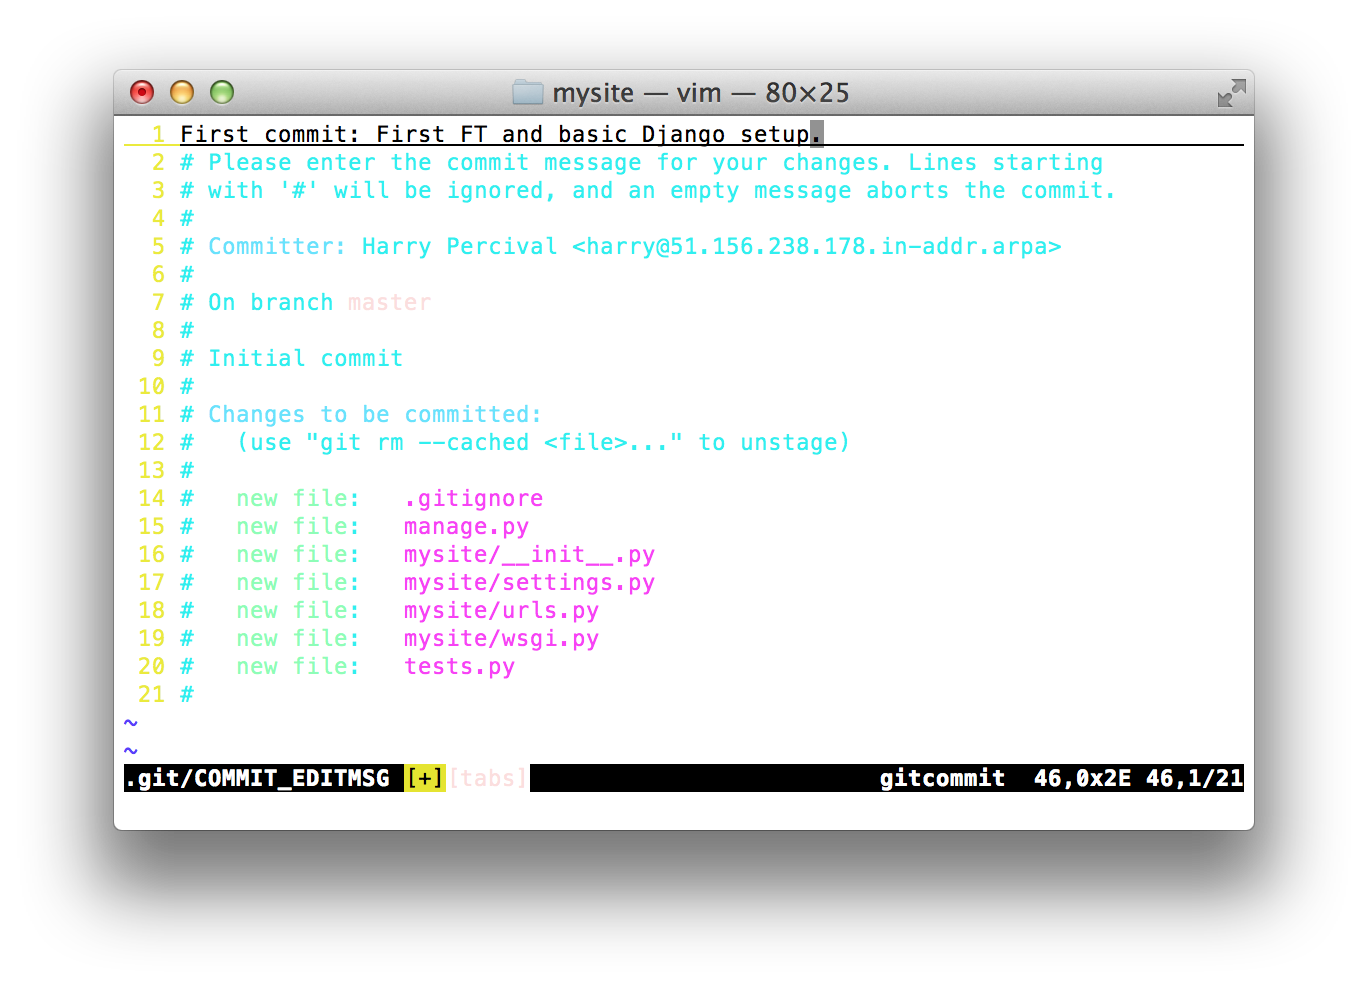 mysite — vim — 80×25
1 First commit: First FT and basic Django setup.
2 # Please enter the commit message for your changes. Lines starting
3 # with '#' will be ignored, and an empty message aborts the commit.
4 #
5 # Committer: Harry Percival <harry@51.156.238.178.in-addr.arpa>
6 #
7 # On branch master
8 #
9 # Initial commit
10 #
11 # Changes to be committed:
12 #   (use "git rm --cached <file>..." to unstage)
13 #
14 #   new file:   .gitignore
15 #   new file:   manage.py
16 #   new file:   mysite/__init__.py
17 #   new file:   mysite/settings.py
18 #   new file:   mysite/urls.py
19 #   new file:   mysite/wsgi.py
20 #   new file:   tests.py
21 #
~
~
.git/COMMIT_EDITMSG [+][tabs] gitcommit  46,0x2E 46,1/21